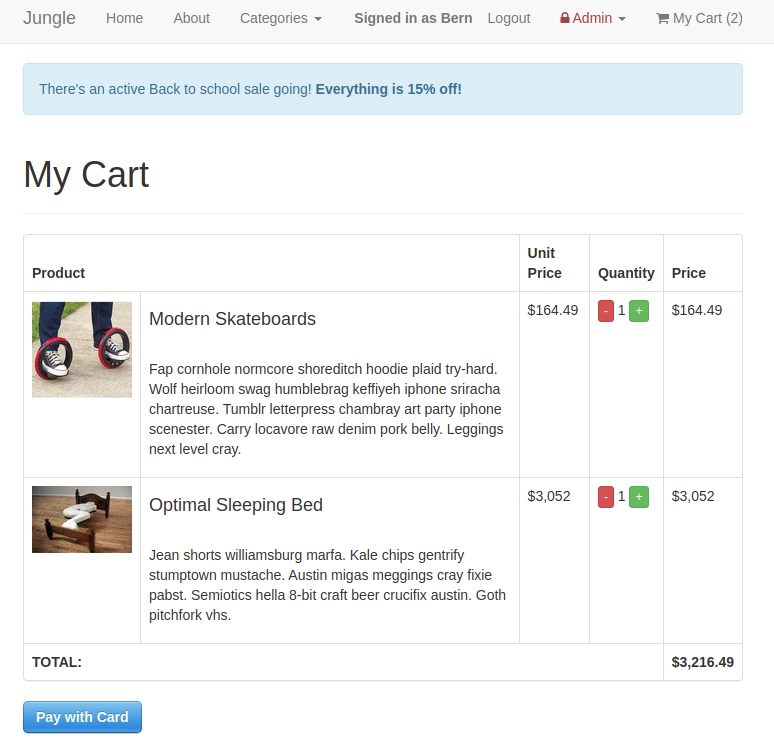 Jungle Home About Categories Signed in as Bern Logout Admin My Cart (2)
There's an active Back to school sale going! Everything is 15% off!
My Cart
Product Unit Price Quantity Price
Modern Skateboards $164.49 - 1 + $164.49
Fap cornhole normcore shoreditch hoodie plaid try-hard.
Wolf heirloom swag humblebrag keffiyeh iphone sriracha
chartreuse. Tumblr letterpress chambray art party iphone
scenester. Carry locavore raw denim pork belly. Leggings
next level cray.
Optimal Sleeping Bed $3,052 - 1 + $3,052
Jean shorts williamsburg marfa. Kale chips gentrify
stumptown mustache. Austin migas meggings cray fixie
pabst. Semiotics hella 8-bit craft beer crucifix austin. Goth
pitchfork vhs.
TOTAL: $3,216.49
Pay with Card